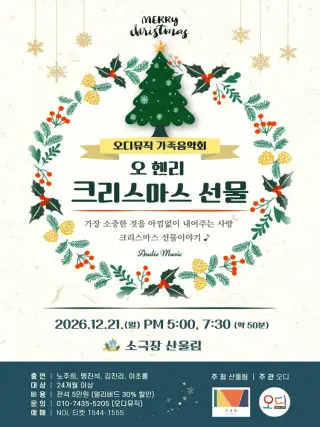 MERRY
Christmas
오디뮤직 가족음악회
오 헨리
크리스마스 선물
가장 소중한 것을 아낌없이 내어주는 사랑
크리스마스 선물이야기 ♪
Audie Music
2026.12.21.(월) PM 5:00, 7:30 (약 50분)
소극장 산울림
출 연 | 노주희, 맹진석, 김진리, 이초롱
대 상 | 24개월 이상
비 용 | 전석 5만원 (얼리버드 30% 할인)
문 의 | 010-7435-5205 (오디뮤직)
예 매 | NOL 티켓 1544-1555
주 최 산울림 | 주 관 오디
오디